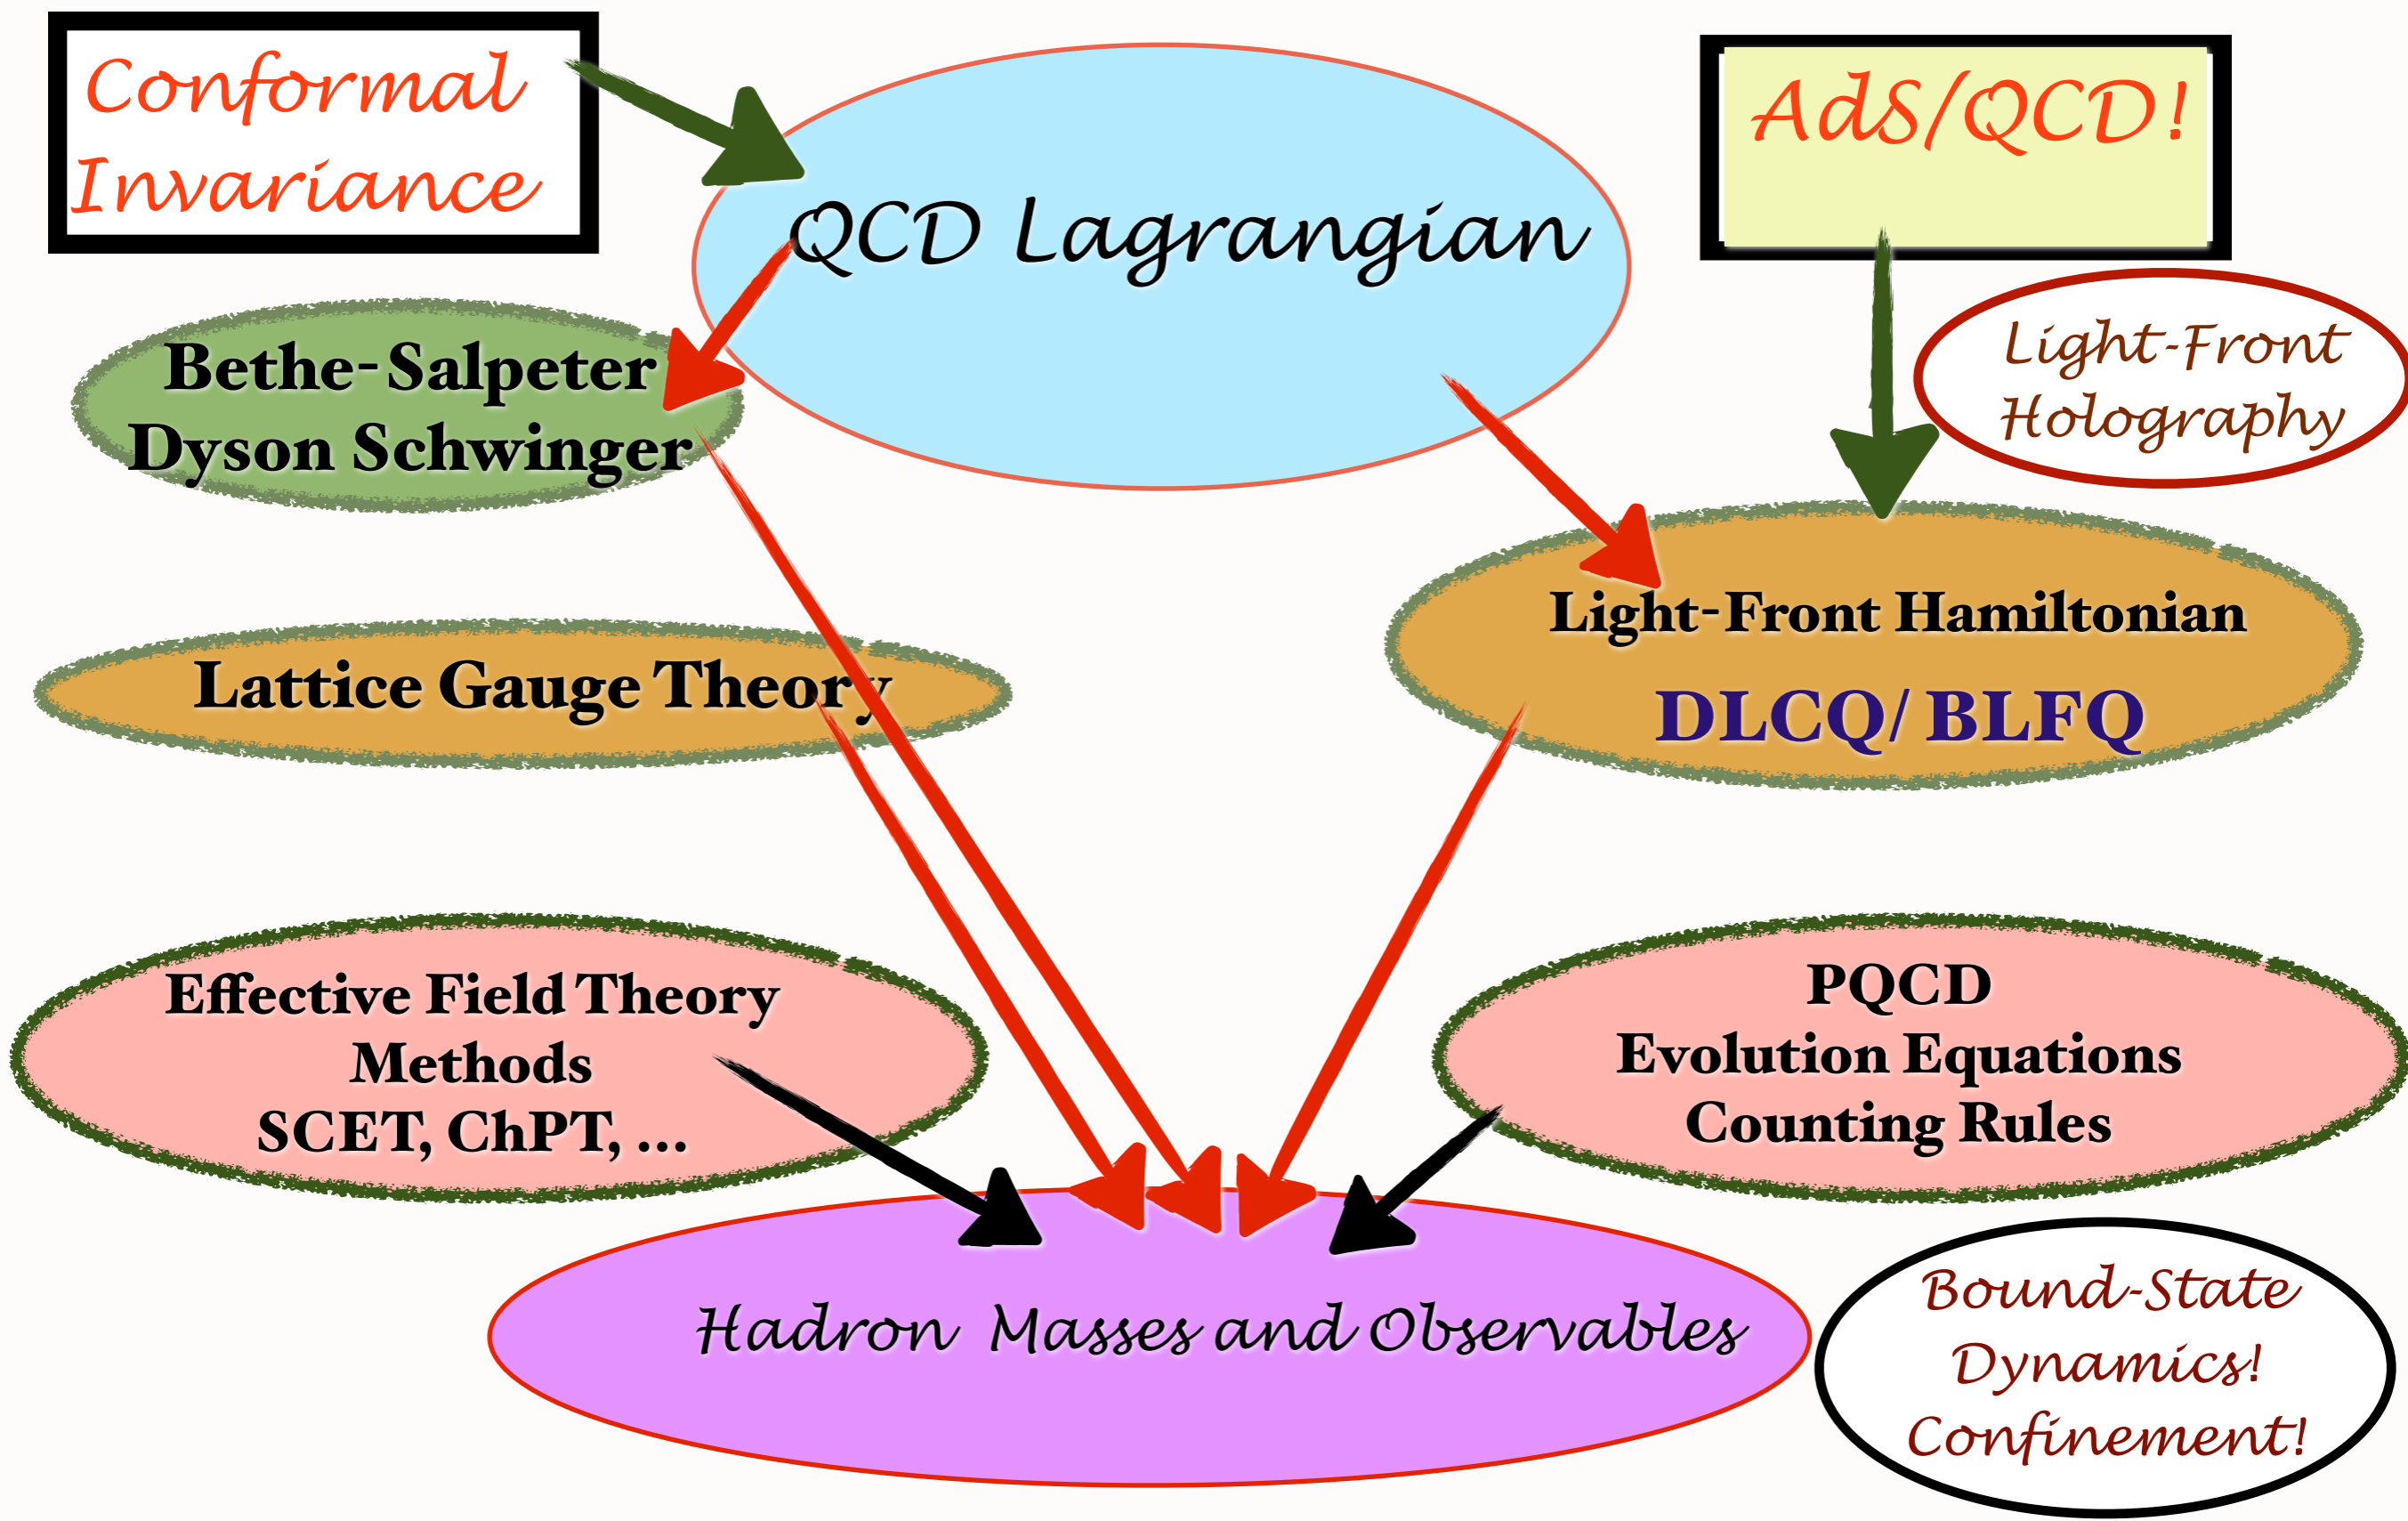 Conformal
Invariance
QCD Lagrangian
AdS/QCD!
Light-Front
Holography
Bethe-Salpeter
Dyson Schwinger
Light-Front Hamiltonian
DLCQ/ BLFQ
Lattice Gauge Theory
Effective Field Theory
Methods
SCET, ChPT, ...
PQCD
Evolution Equations
Counting Rules
Hadron Masses and Observables
Bound-State
Dynamics!
Confinement!